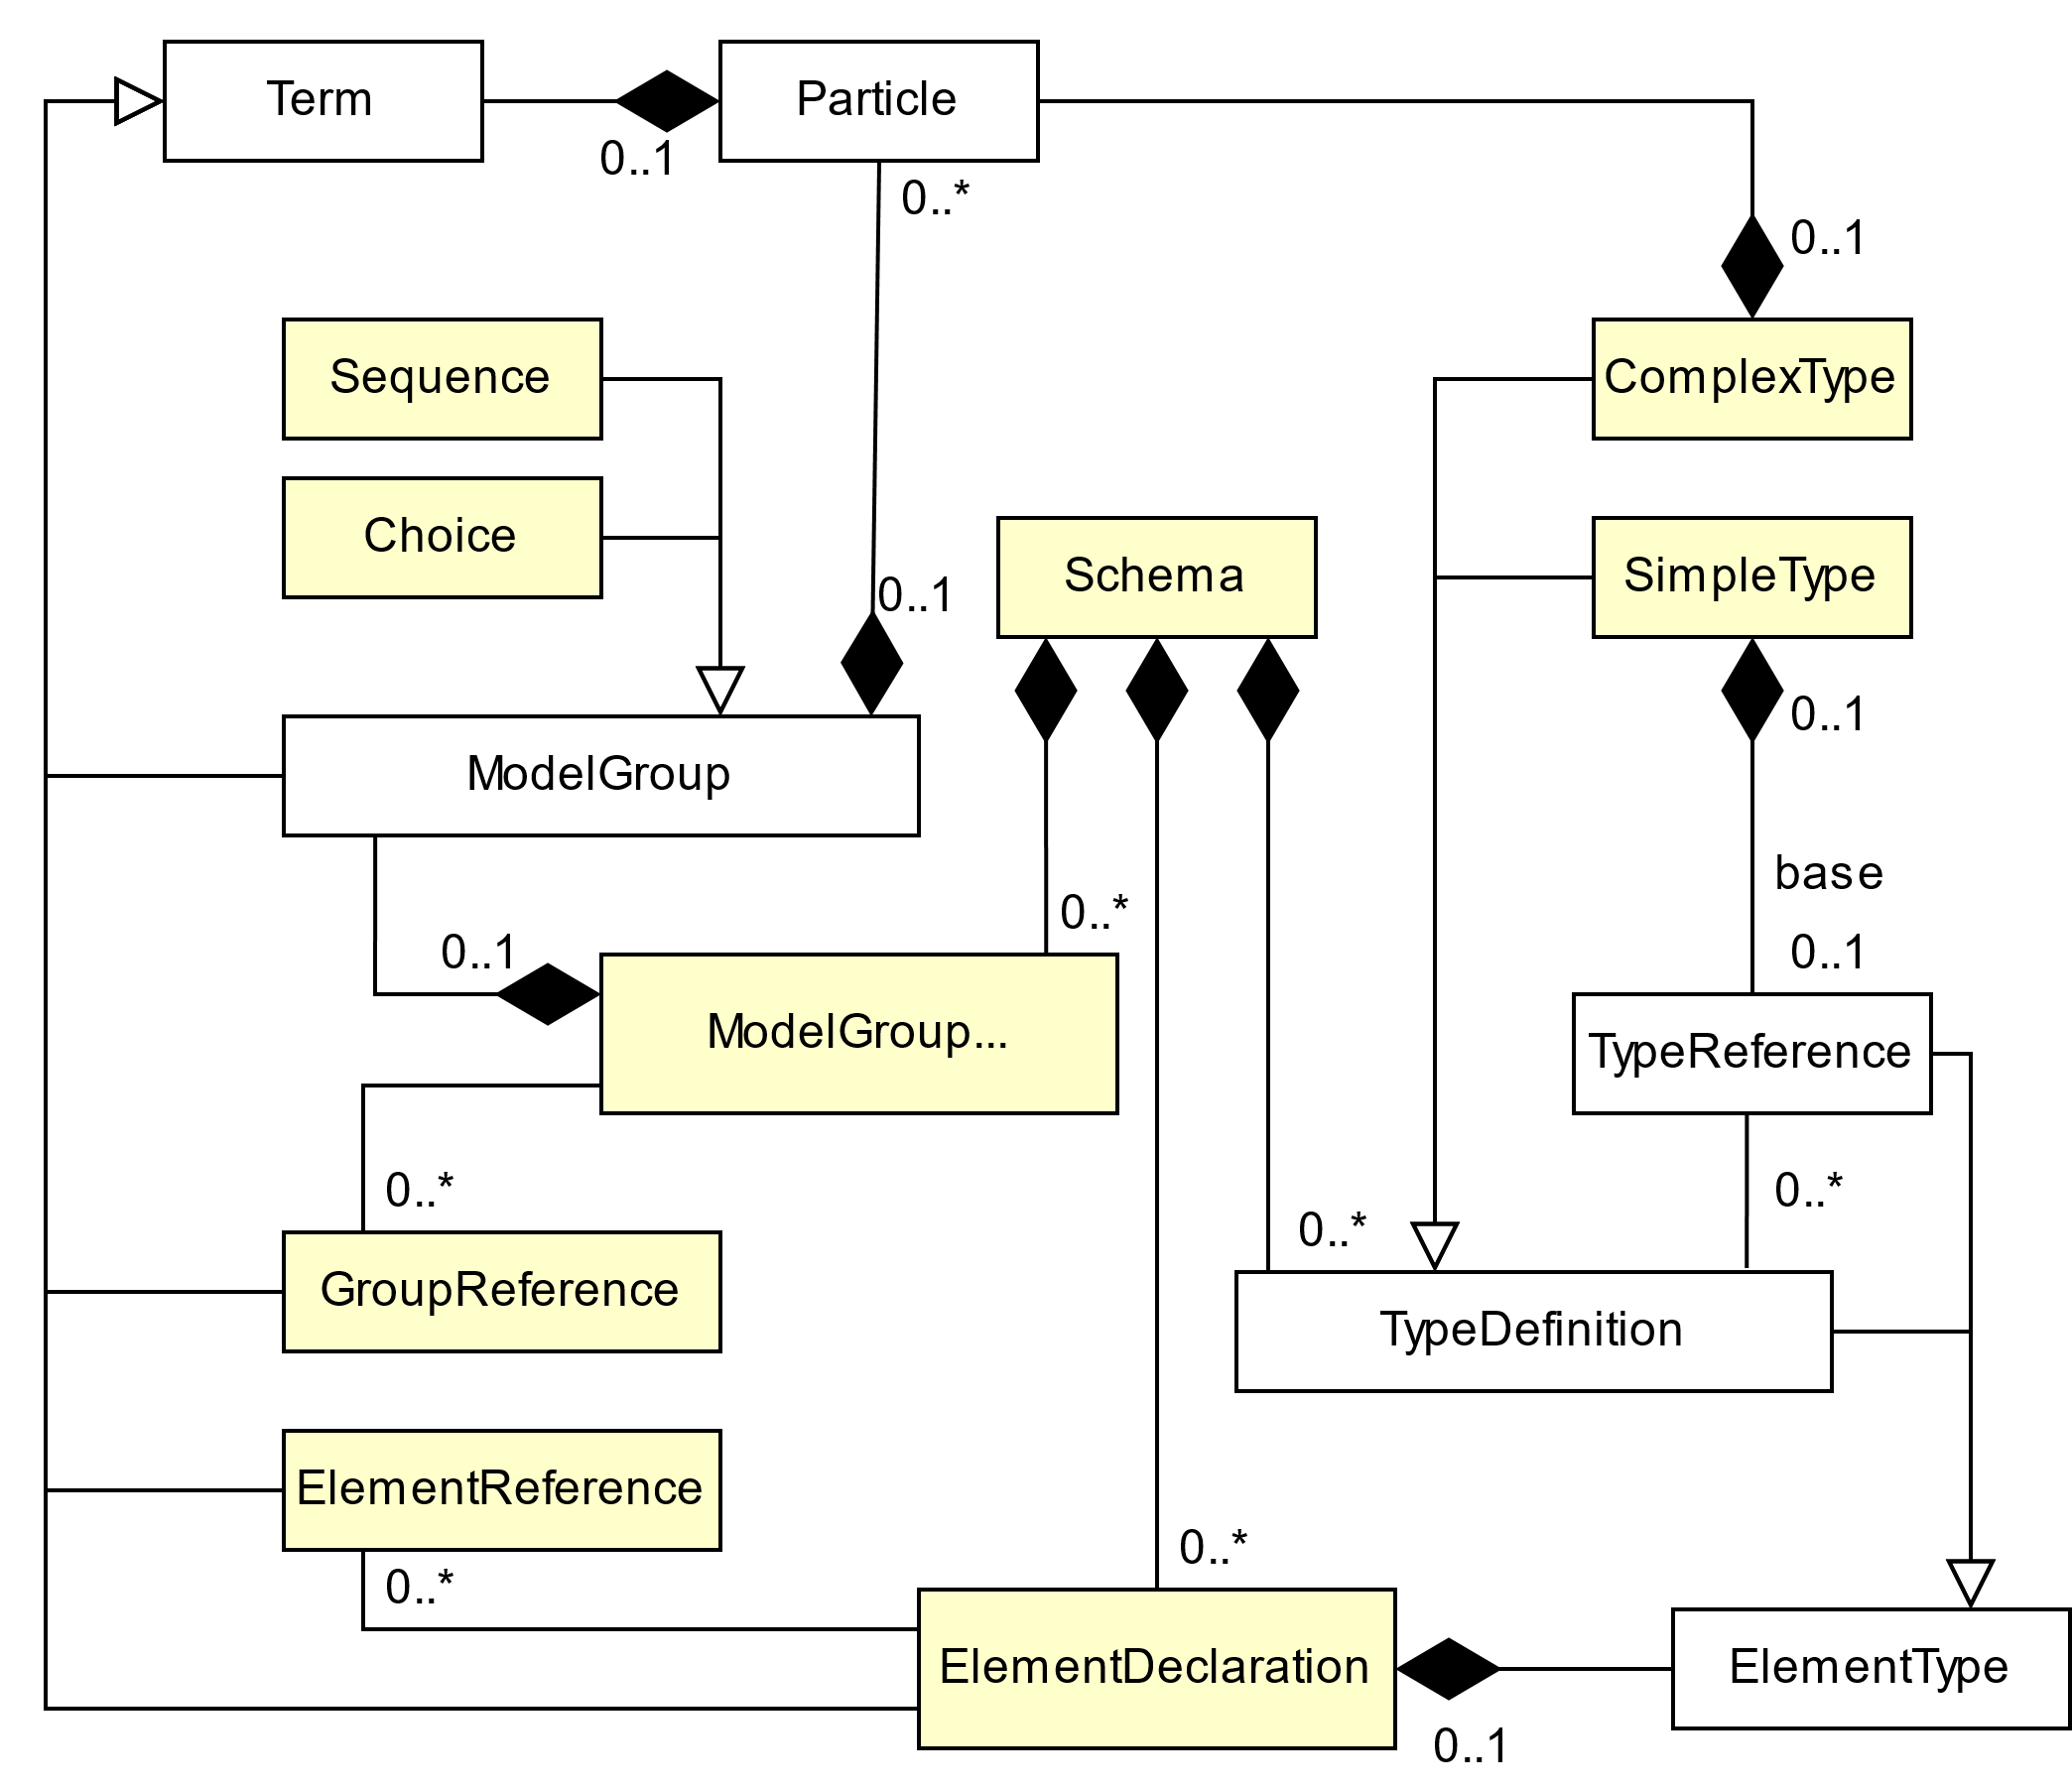 Term
Particle
0..1
0..*
0..1
Sequence
ComplexType
Choice
Schema
SimpleType
0..1
0..1
ModelGroup
base
0..*
0..1
0..1
ModelGroup...
TypeReference
0..*
0..*
0..*
GroupReference
TypeDefinition
ElementReference
0..*
0..*
ElementDeclaration
ElementType
0..1